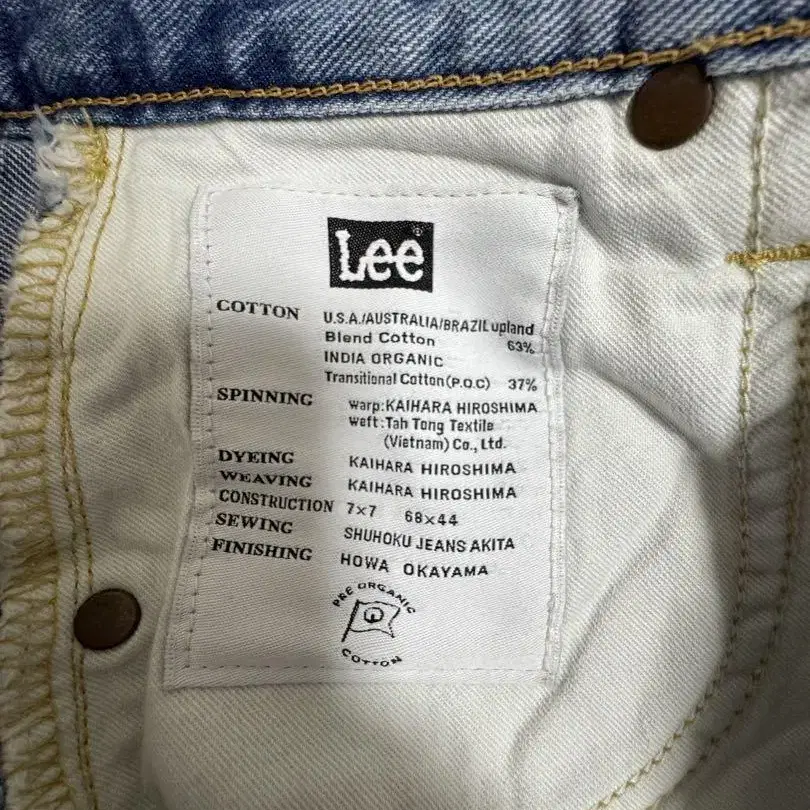 Lee®
COTTON U.S.A./AUSTRALIA/BRAZIL upland
Blend Cotton 63%
INDIA ORGANIC
Transitional Cotton(P.O.C) 37%
SPINNING warp:KAIHARA HIROSHIMA
weft:Tah Tong Textile
(Vietnam) Co., Ltd.
DYEING KAIHARA HIROSHIMA
WEAVING KAIHARA HIROSHIMA
CONSTRUCTION 7×7 68×44
SEWING SHUHOKU JEANS AKITA
FINISHING HOWA OKAYAMA
PRE ORGANIC
COTTON